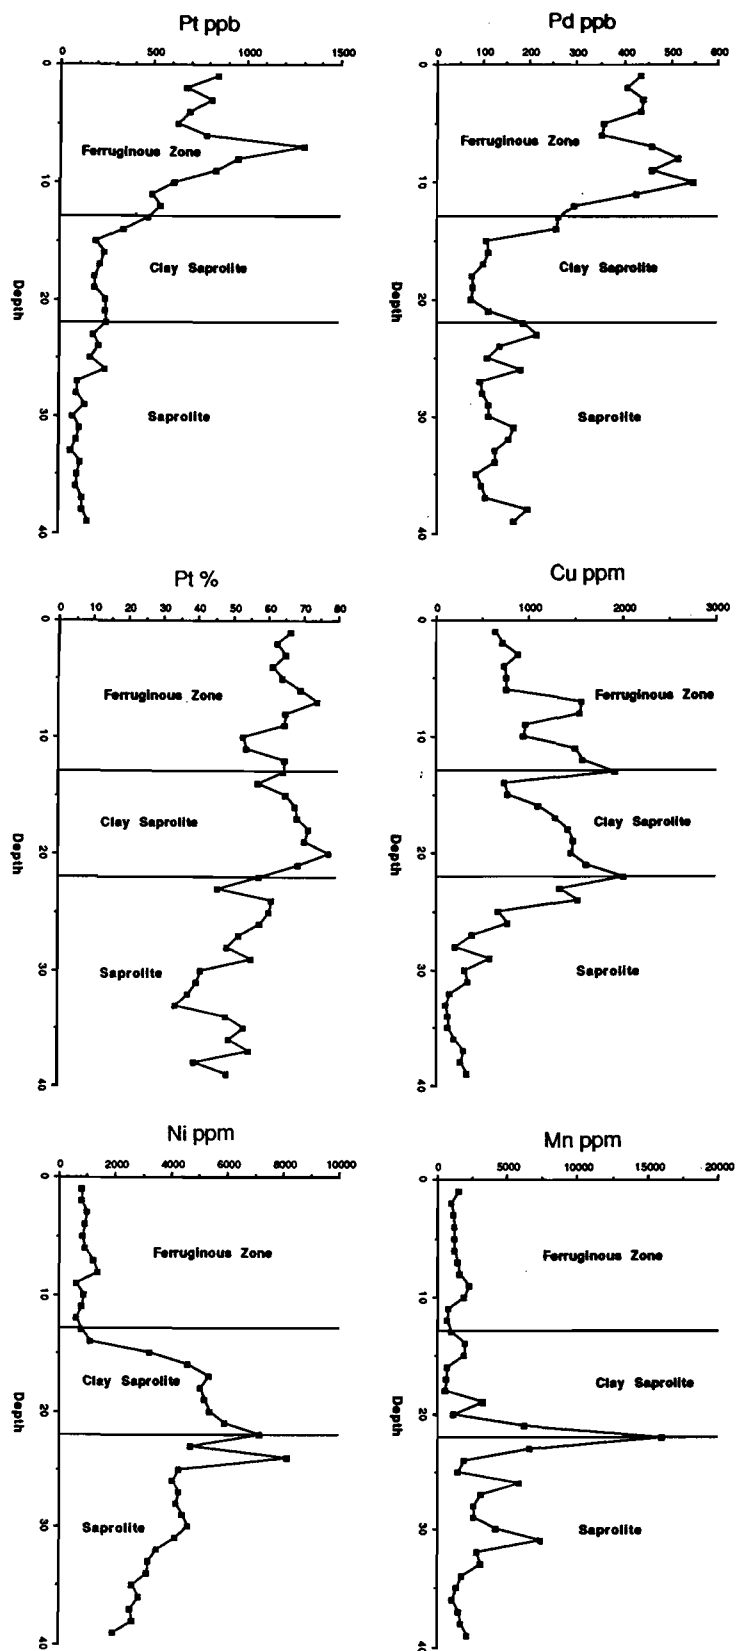 Pt ppb
0 500 1000 1500
0
10
20
30
40
Depth
Ferruginous Zone
Clay Saprolite
Saprolite
Pd ppb
0 100 200 300 400 500 600
0
10
20
30
40
Depth
Ferruginous Zone
Clay Saprolite
Saprolite
Pt %
0 10 20 30 40 50 60 70 80
0
10
20
30
40
Depth
Ferruginous Zone
Clay Saprolite
Saprolite
Cu ppm
0 1000 2000 3000
0
10
20
30
40
Depth
Ferruginous Zone
Clay Saprolite
Saprolite
Ni ppm
0 2000 4000 6000 8000 10000
0
10
20
30
40
Depth
Ferruginous Zone
Clay Saprolite
Saprolite
Mn ppm
0 5000 10000 15000 20000
0
10
20
30
40
Depth
Ferruginous Zone
Clay Saprolite
Saprolite